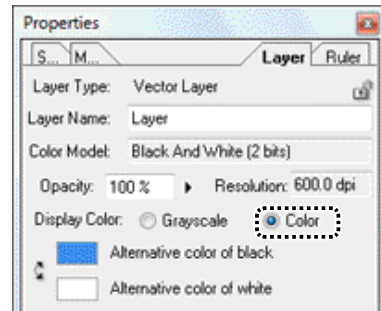 Properties
S... M... Layer Ruler
Layer Type: Vector Layer
Layer Name: Layer
Color Model: Black And White (2 bits)
Opacity: 100 % Resolution: 600.0 dpi
Display Color: Grayscale Color
Alternative color of black
Alternative color of white